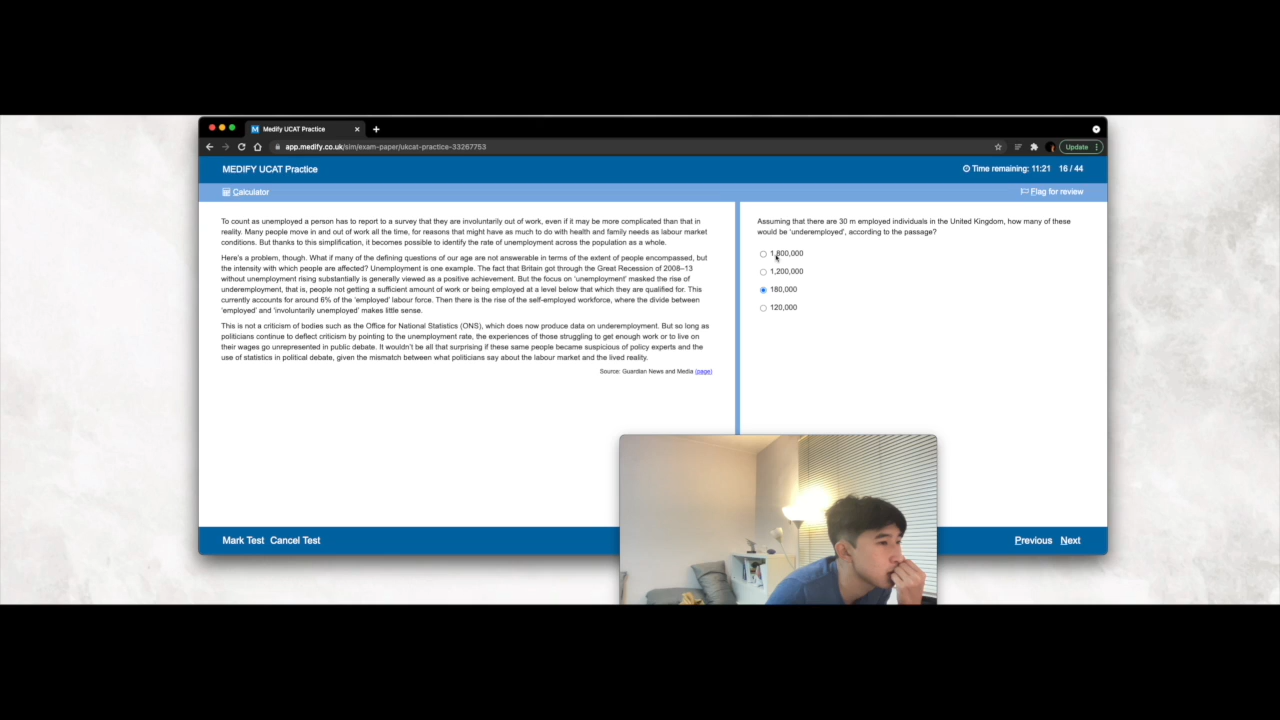 Medify UCAT Practice
app.medify.co.uk/sim/exam-paper/ukcat-practice-33267753
Update
MEDIFY UCAT Practice
Time remaining: 11:21 16 / 44
Calculator
Flag for review
To count as unemployed a person has to report to a survey that they are involuntarily out of work, even if it may be more complicated than that in
reality. Many people move in and out of work all the time, for reasons that might have as much to do with health and family needs as labour market
conditions. But thanks to this simplification, it becomes possible to identify the rate of unemployment across the population as a whole.
Here's a problem, though. What if many of the defining questions of our age are not answerable in terms of the extent of people encompassed, but
the intensity with which people are affected? Unemployment is one example. The fact that Britain got through the Great Recession of 2008–13
without unemployment rising substantially is generally viewed as a positive achievement. But the focus on 'unemployment' masked the rise of
underemployment, that is, people not getting a sufficient amount of work or being employed at a level below that which they are qualified for. This
currently accounts for around 6% of the 'employed' labour force. Then there is the rise of the self-employed workforce, where the divide between
'employed' and 'involuntarily unemployed' makes little sense.
This is not a criticism of bodies such as the Office for National Statistics (ONS), which does now produce data on underemployment. But so long as
politicians continue to deflect criticism by pointing to the unemployment rate, the experiences of those struggling to get enough work or to live on
their wages go unrepresented in public debate. It wouldn't be all that surprising if these same people became suspicious of policy experts and the
use of statistics in political debate, given the mismatch between what politicians say about the labour market and the lived reality.
Source: Guardian News and Media (page)
Assuming that there are 30 m employed individuals in the United Kingdom, how many of these
would be 'underemployed', according to the passage?
1,800,000
1,200,000
180,000
120,000
Mark Test Cancel Test
Previous Next